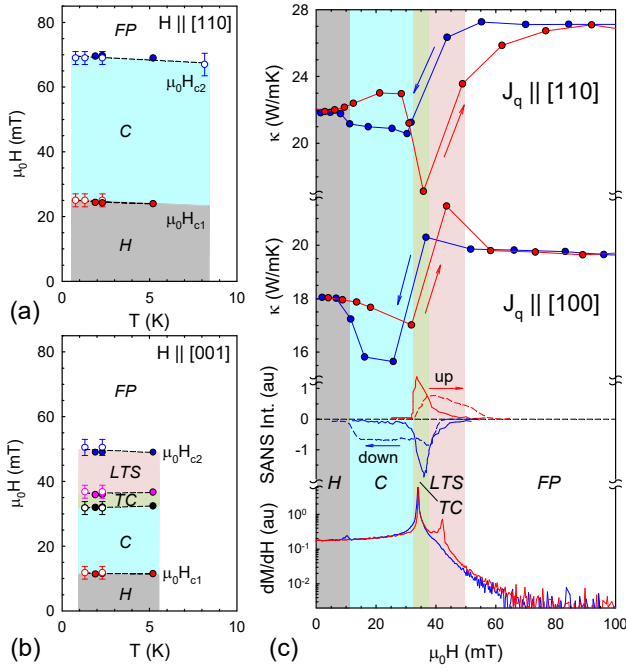 H || [110]
FP
μ0Hc2
C
μ0Hc1
H
80
60
40
20
0
μ0H (mT)
0
5
10
T (K)
(a)
H || [001]
FP
μ0Hc2
LTS
TC
C
μ0Hc1
H
80
60
40
20
0
μ0H (mT)
0
5
10
T (K)
(b)
28
26
22
20
κ (W/mK)
Jq || [110]
20
18
16
κ (W/mK)
Jq || [100]
1
0
-1
SANS Int. (au)
up
down
H
C
LTS
TC
FP
10^0
10^-1
10^-2
dM/dH (au)
0
20
40
60
80
100
μ0H (mT)
(c)